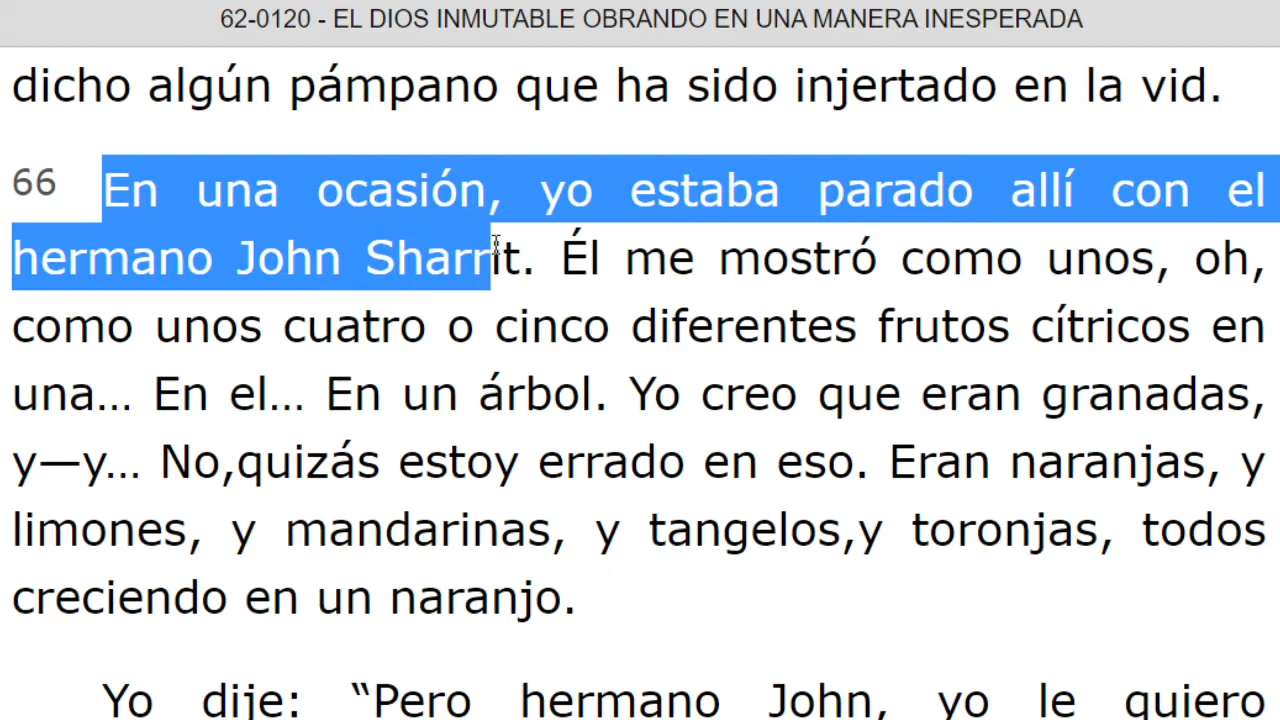 62-0120 - EL DIOS INMUTABLE OBRANDO EN UNA MANERA INESPERADA
dicho algún pámpano que ha sido injertado en la vid.
66 En una ocasión, yo estaba parado allí con el
hermano John Sharrit. Él me mostró como unos, oh,
como unos cuatro o cinco diferentes frutos cítricos en
una… En el… En un árbol. Yo creo que eran granadas,
y—y… No,quizás estoy errado en eso. Eran naranjas, y
limones, y mandarinas, y tangelos,y toronjas, todos
creciendo en un naranjo.
Yo dije: “Pero hermano John, yo le quiero